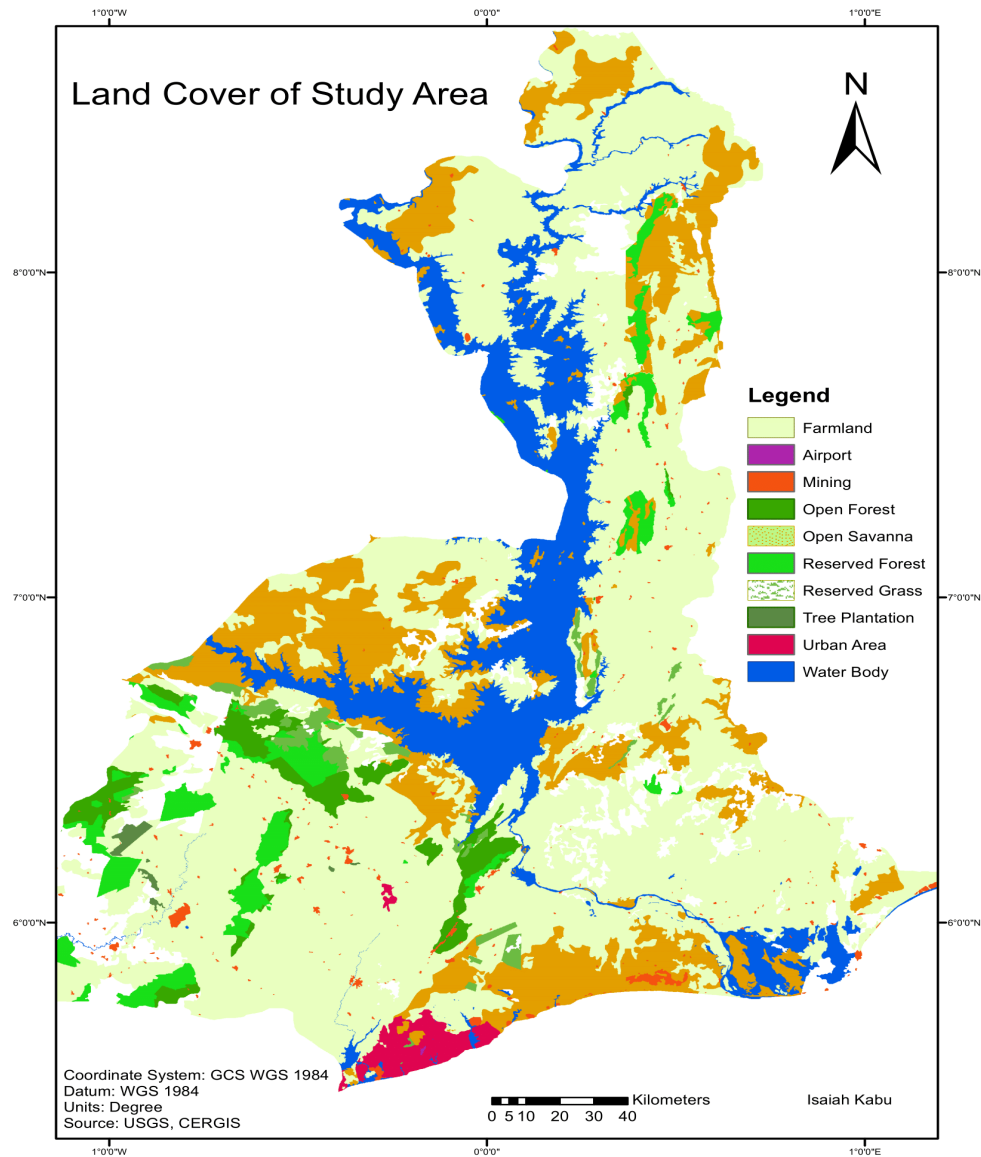 1°0'0"W 0°0'0" 1°0'0"E
Land Cover of Study Area
N
8°0'0"N 8°0'0"N
Legend
Farmland
Airport
Mining
Open Forest
Open Savanna
Reserved Forest
Reserved Grass
Tree Plantation
Urban Area
Water Body
7°0'0"N 7°0'0"N
6°0'0"N 6°0'0"N
Coordinate System: GCS WGS 1984
Datum: WGS 1984
Units: Degree
Source: USGS, CERGIS
Kilometers
0 5 10 20 30 40
Isaiah Kabu
1°0'0"W 0°0'0" 1°0'0"E